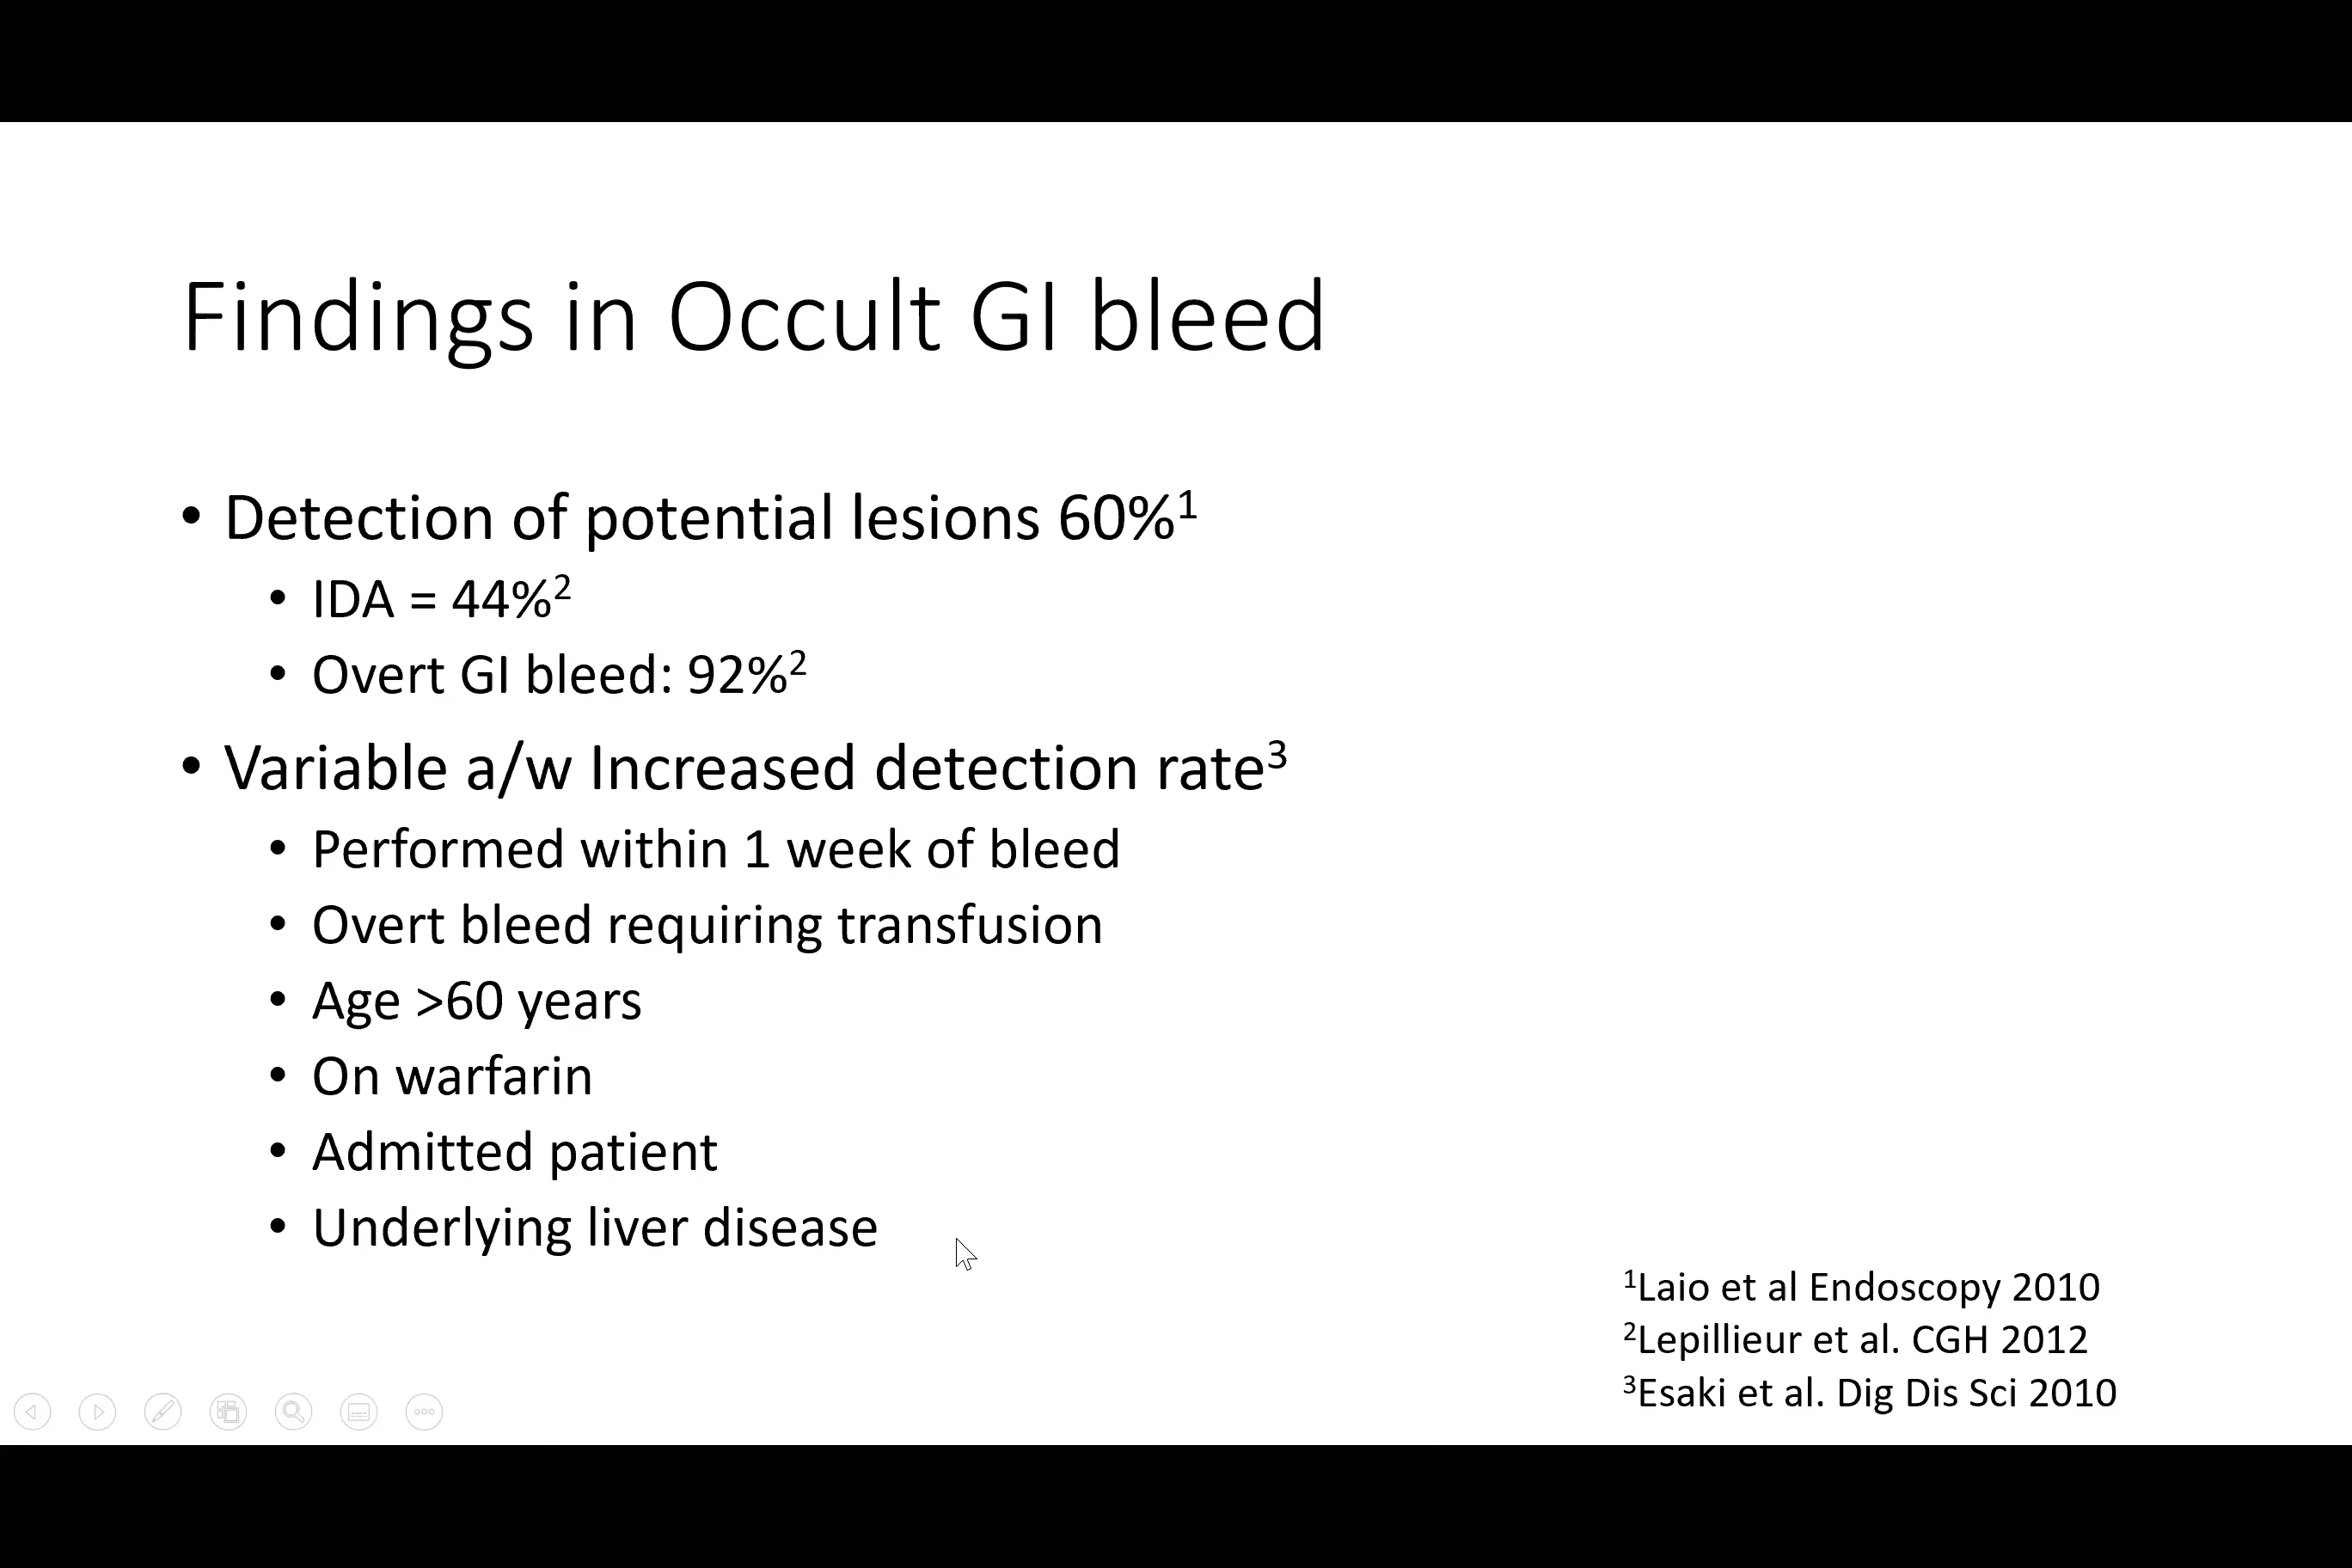 Findings in Occult GI bleed
• Detection of potential lesions 60%¹
• IDA = 44%²
• Overt GI bleed: 92%²
• Variable a/w Increased detection rate³
• Performed within 1 week of bleed
• Overt bleed requiring transfusion
• Age >60 years
• On warfarin
• Admitted patient
• Underlying liver disease
¹Laio et al Endoscopy 2010
²Lepillieur et al. CGH 2012
³Esaki et al. Dig Dis Sci 2010